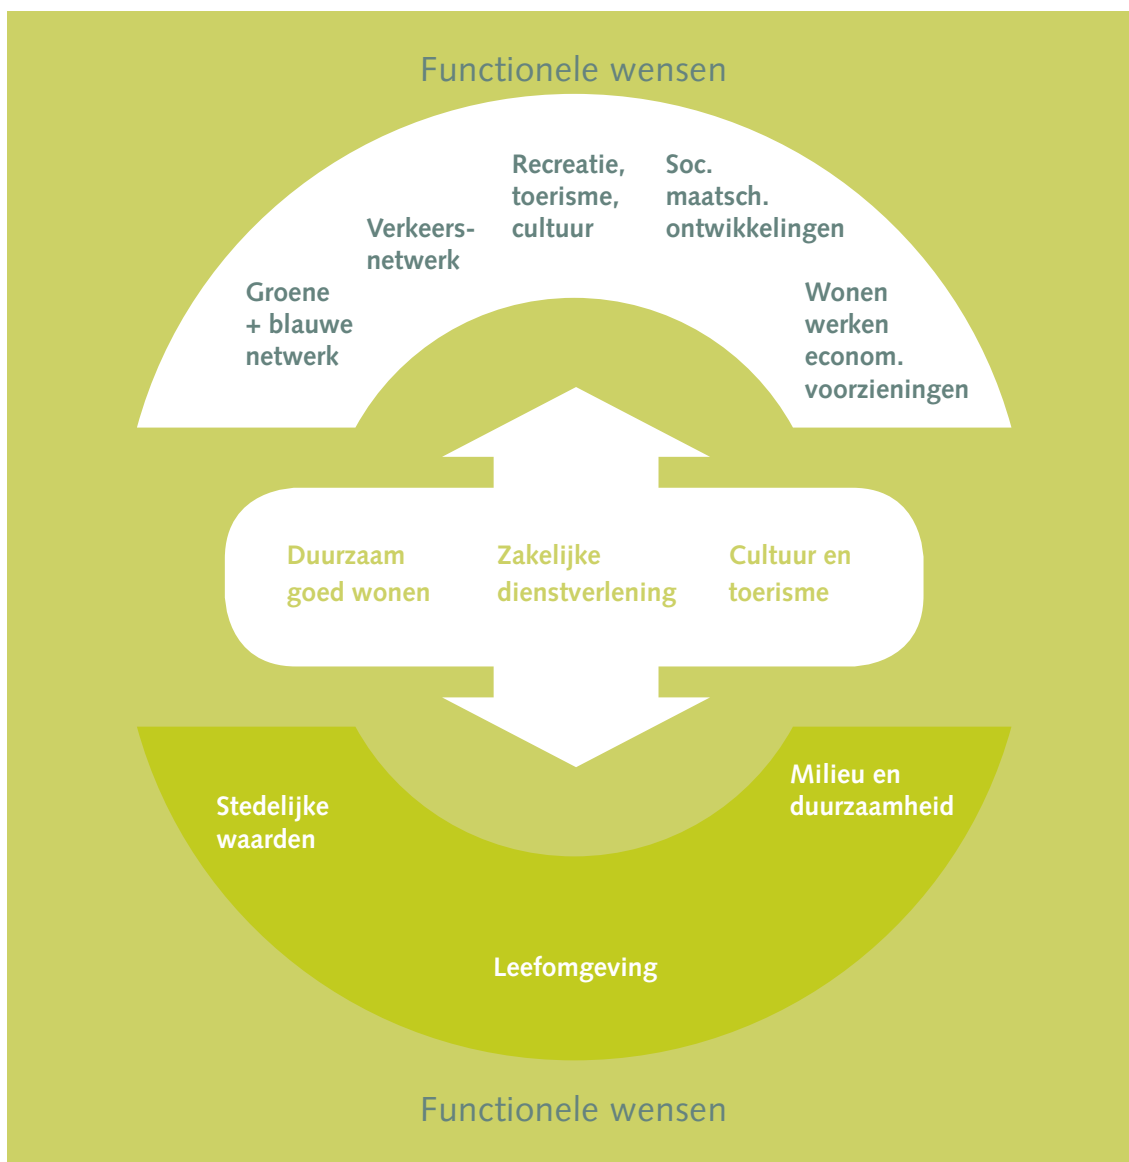 Functionele wensen
Groene
+ blauwe
netwerk
Verkeers-
netwerk
Recreatie,
toerisme,
cultuur
Soc.
maatsch.
ontwikkelingen
Wonen
werken
econom.
voorzieningen
Duurzaam
goed wonen
Zakelijke
dienstverlening
Cultuur en
toerisme
Stedelijke
waarden
Leefomgeving
Milieu en
duurzaamheid
Functionele wensen